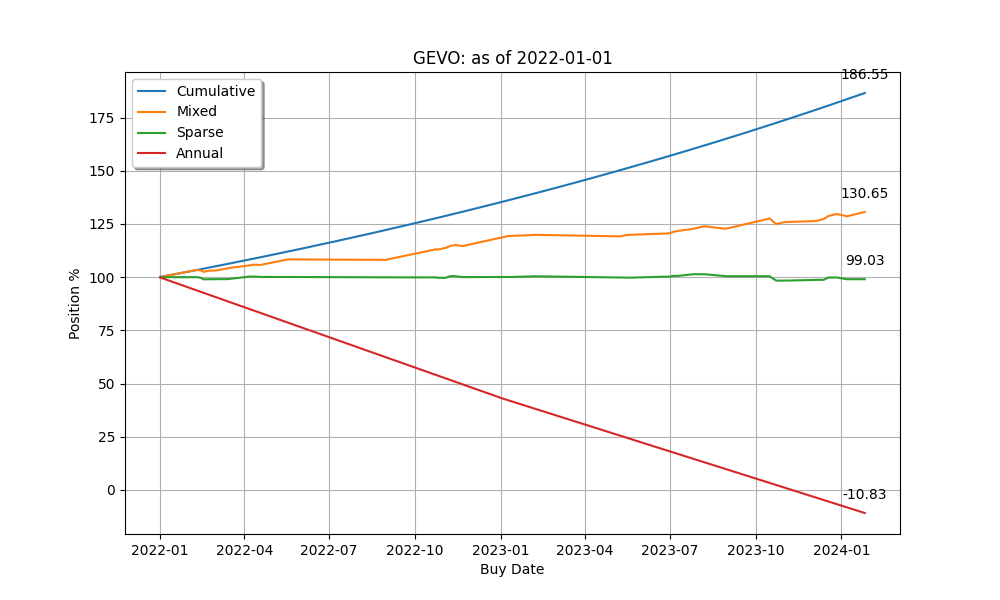 GEVO: as of 2022-01-01
Cumulative
Mixed
Sparse
Annual
186.55
130.65
99.03
-10.83
175
150
125
100
75
50
25
0
Position %
2022-01 2022-04 2022-07 2022-10 2023-01 2023-04 2023-07 2023-10 2024-01
Buy Date